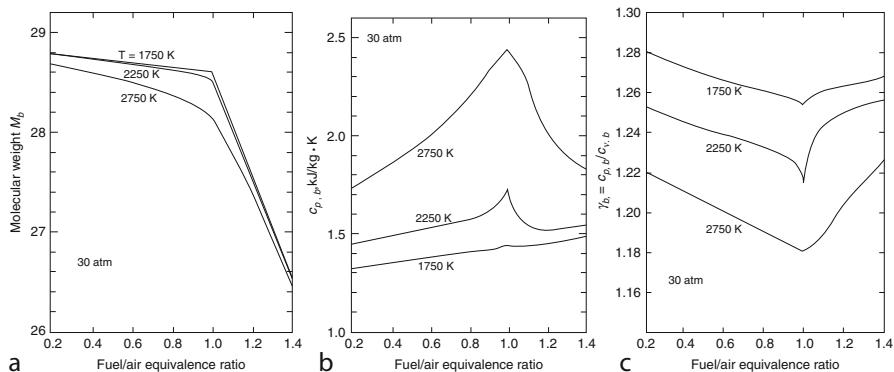 29
28
27
26
Molecular weight M_b
T = 1750 K
2250 K
2750 K
30 atm
0.2 0.4 0.6 0.8 1.0 1.2 1.4
Fuel/air equivalence ratio
a
3.0
2.5
2.0
1.5
1.0
c_{p, b}, kJ/kg • K
30 atm
2750 K
2250 K
1750 K
0.2 0.4 0.6 0.8 1.0 1.2 1.4
Fuel/air equivalence ratio
b
1.30
1.28
1.26
1.24
1.22
1.20
1.18
1.16
γ_b, = c_{p, b}/c_{v, b}
1750 K
2250 K
2750 K
30 atm
0.2 0.4 0.6 0.8 1.0 1.2 1.4
Fuel/air equivalence ratio
c